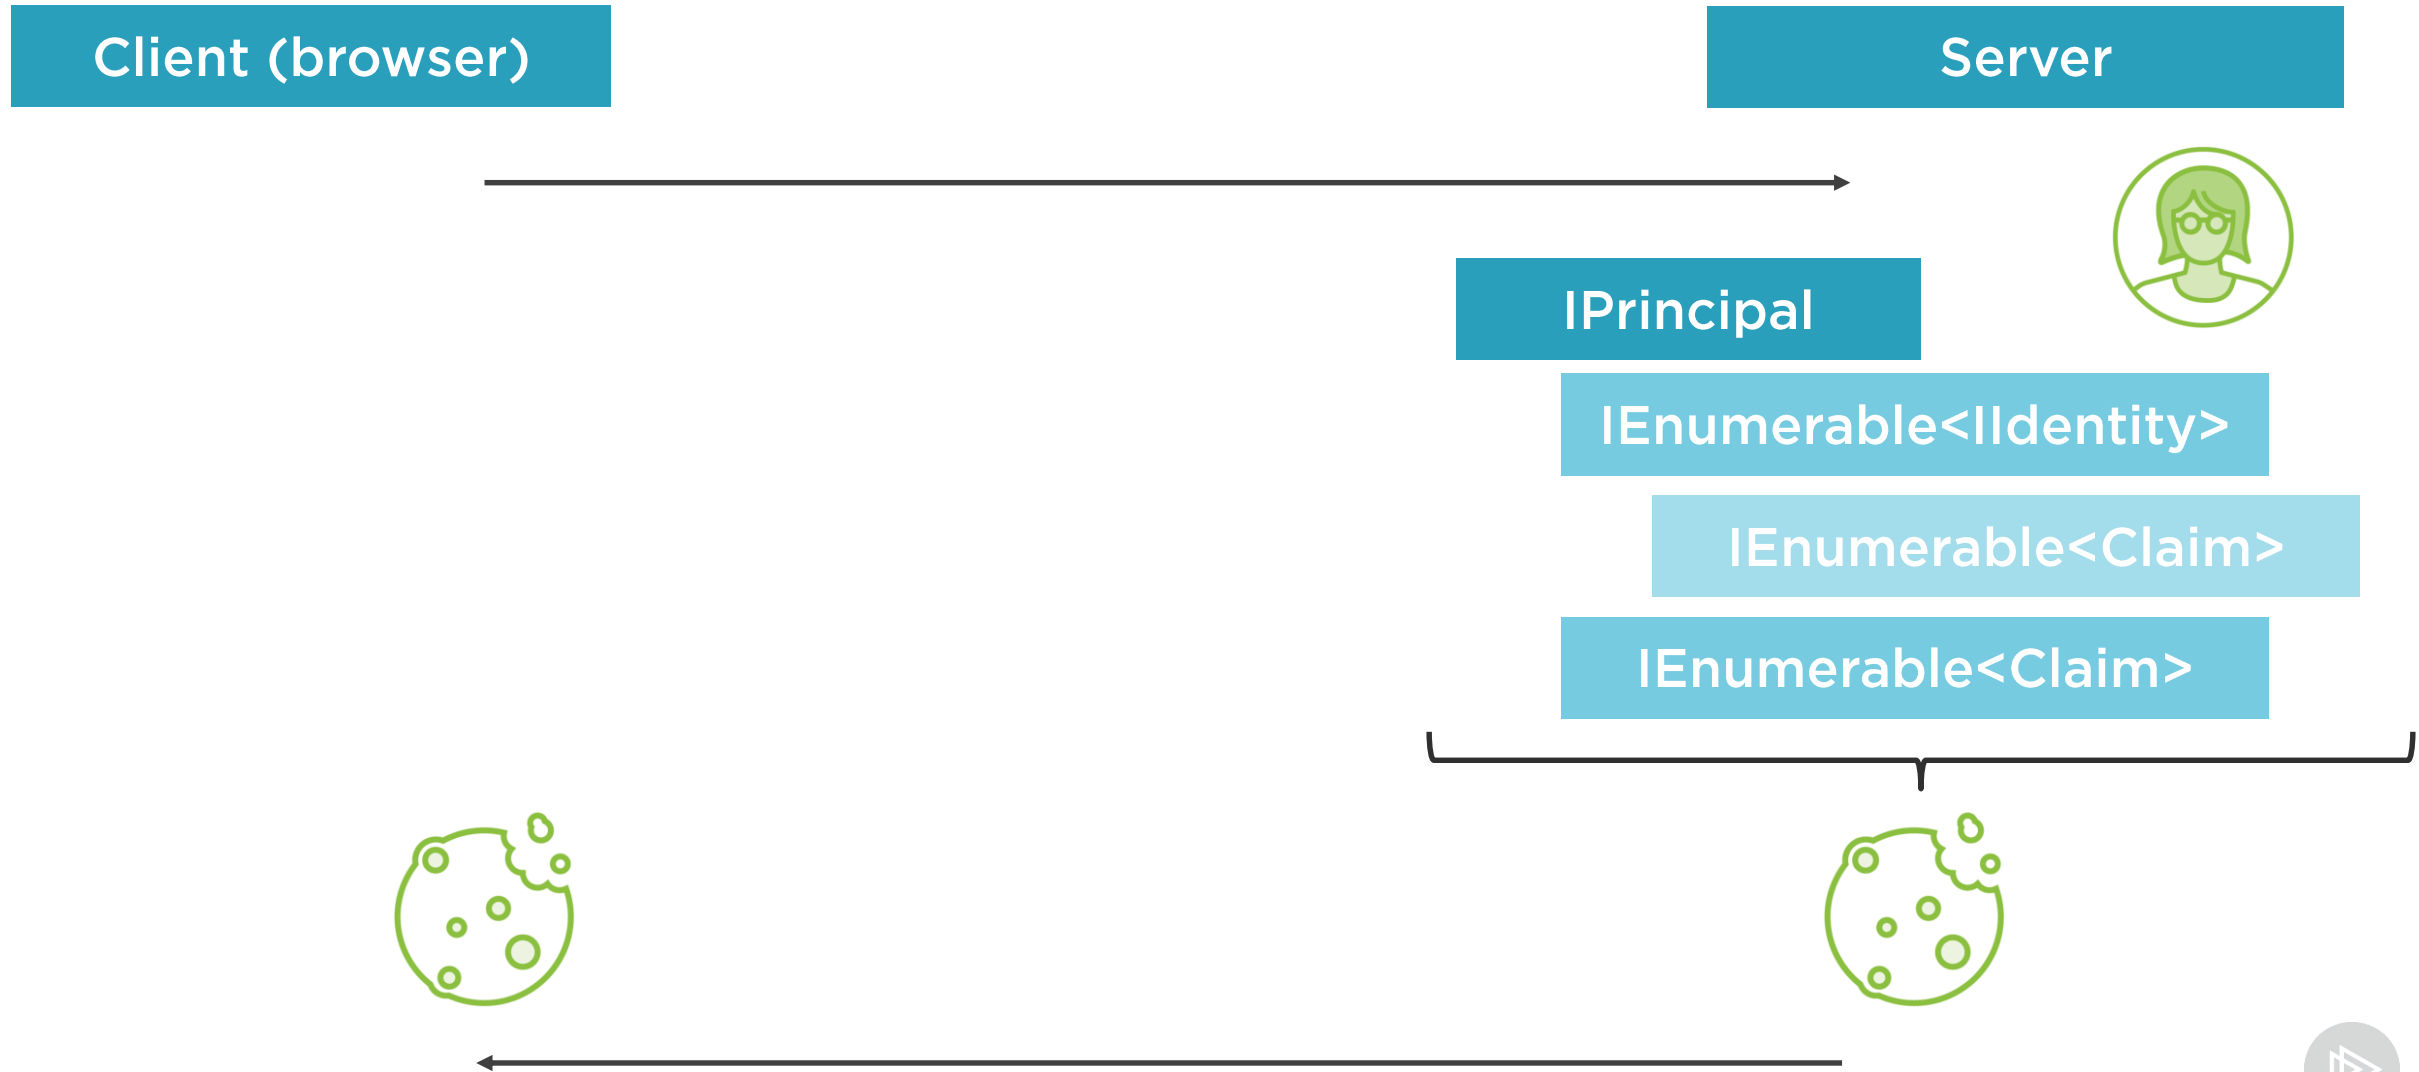 Client (browser)
Server
IPrincipal
IEnumerable<IIdentity>
IEnumerable<Claim>
IEnumerable<Claim>